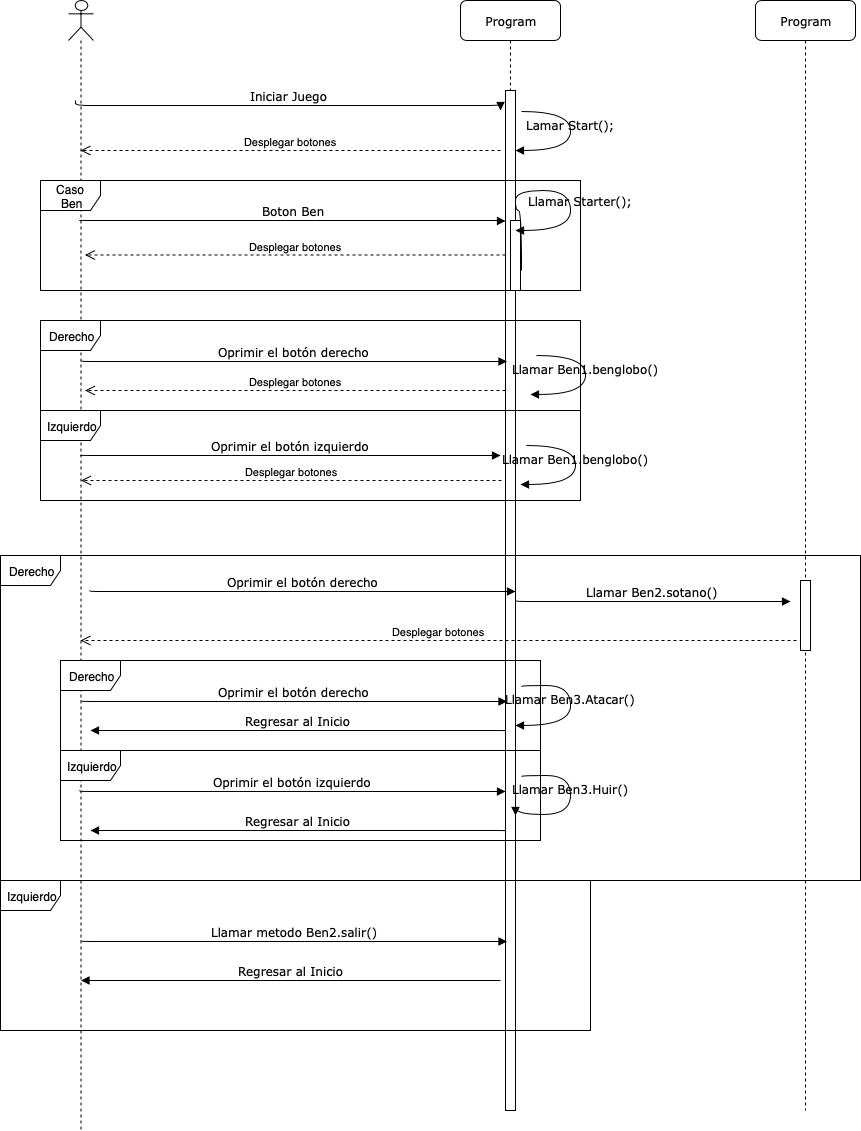 Program
Program
Iniciar Juego
Lamar Start();
Desplegar botones
Caso
Ben
Llamar Starter();
Boton Ben
Desplegar botones
Derecho
Oprimir el botón derecho
Llamar Ben1.benglobo()
Desplegar botones
Izquierdo
Oprimir el botón izquierdo
Llamar Ben1.benglobo()
Desplegar botones
Derecho
Oprimir el botón derecho
Llamar Ben2.sotano()
Desplegar botones
Derecho
Oprimir el botón derecho
Llamar Ben3.Atacar()
Regresar al Inicio
Izquierdo
Oprimir el botón izquierdo
Llamar Ben3.Huir()
Regresar al Inicio
Izquierdo
Llamar metodo Ben2.salir()
Regresar al Inicio